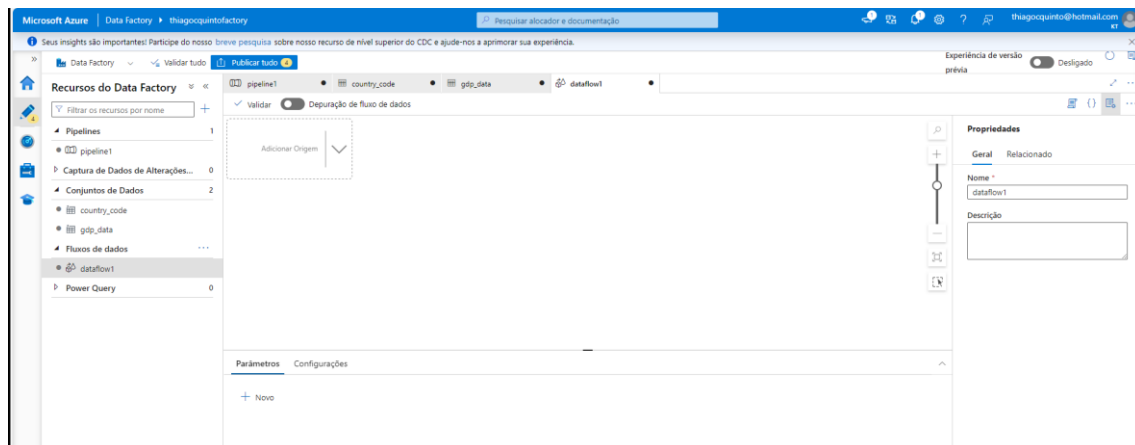 Microsoft Azure | Data Factory ▸ thiagocquintofactory
Pesquisar alocador e documentação
thiagocquinto@hotmail.com
KT
Seus insights são importantes! Participe do nosso breve pesquisa sobre nosso recurso de nível superior do CDC e ajude-nos a aprimorar sua experiência.
Data Factory Validar tudo Publicar tudo 4
Experiência de versão prévia Desligado
Recursos do Data Factory
pipeline1 country_code gdp_data dataflow1
Filtrar os recursos por nome
Validar Depuração de fluxo de dados
Pipelines 1
pipeline1
Captura de Dados de Alterações... 0
Conjuntos de Dados 2
country_code
gdp_data
Fluxos de dados ...
dataflow1
Power Query 0
Adicionar Origem
Parâmetros Configurações
Novo
Propriedades
Geral Relacionado
Nome *
dataflow1
Descrição